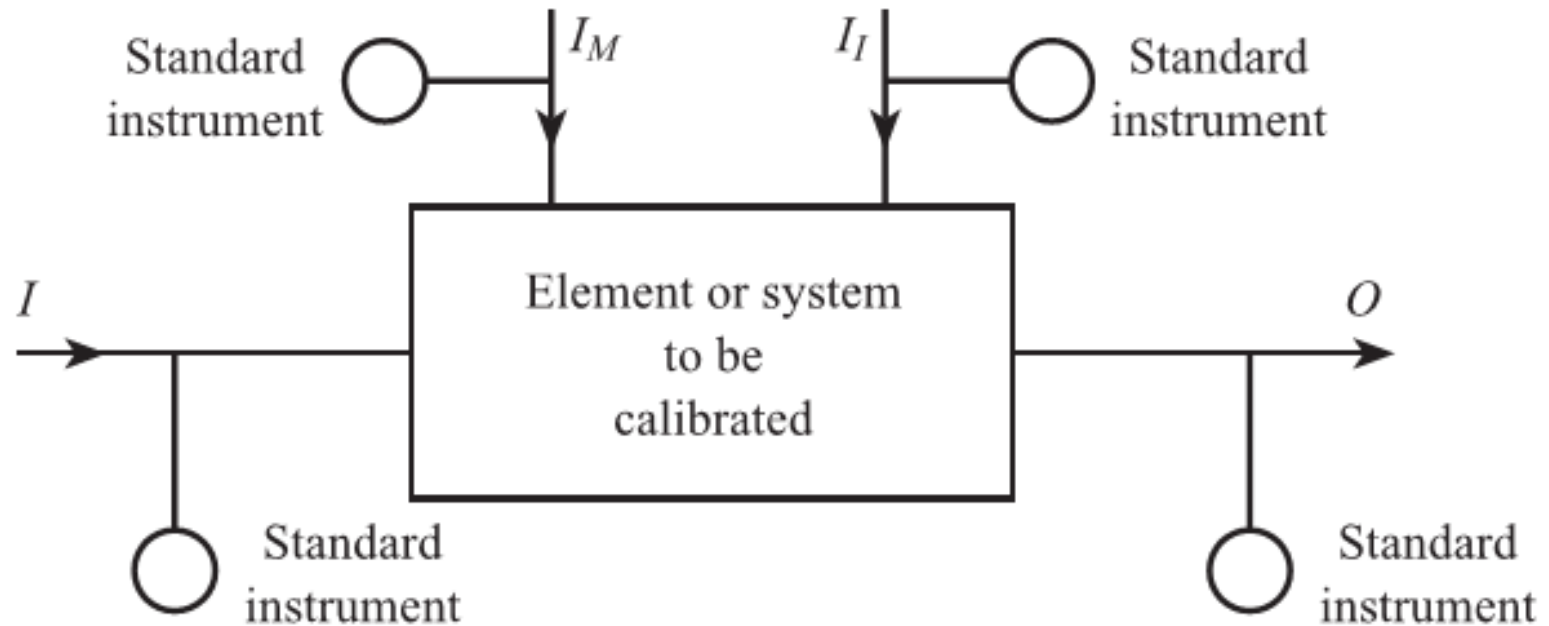 Standard
instrument
I_M
I_I
Standard
instrument
I
Element or system
to be
calibrated
O
Standard
instrument
Standard
instrument